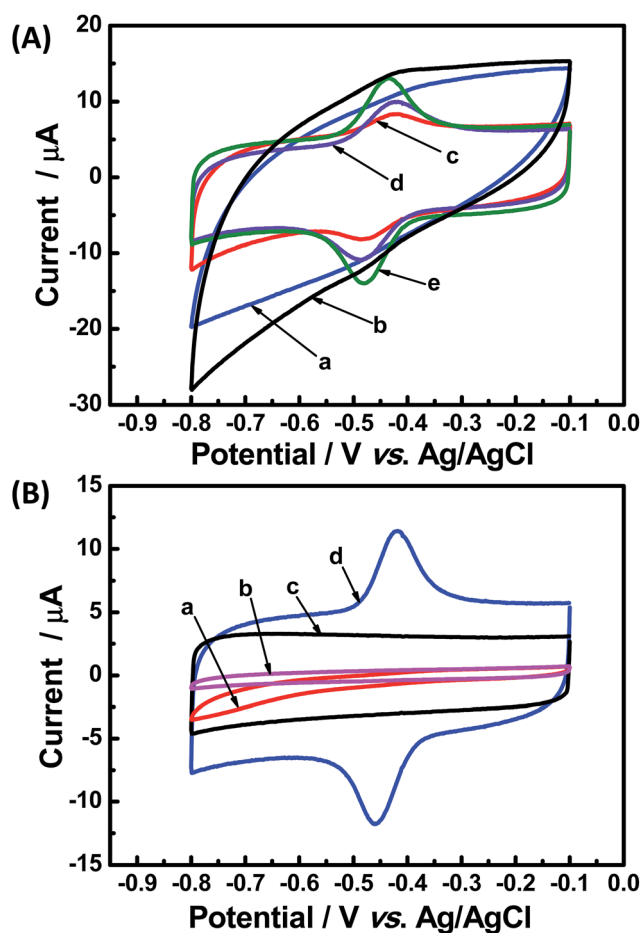 (A)
20
10
0
-10
-20
-30
Current / μA
c
d
e
b
a
-0.9 -0.8 -0.7 -0.6 -0.5 -0.4 -0.3 -0.2 -0.1 0.0
Potential / V vs. Ag/AgCl
(B)
15
10
5
0
-5
-10
-15
Current / μA
d
b
c
a
-0.9 -0.8 -0.7 -0.6 -0.5 -0.4 -0.3 -0.2 -0.1 0.0
Potential / V vs. Ag/AgCl